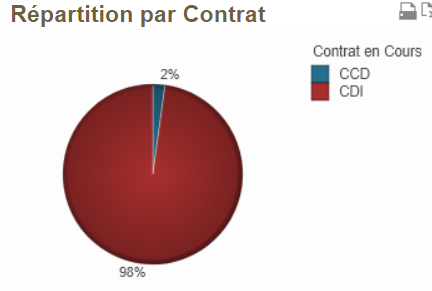 Répartition par Contrat
Contrat en Cours
CCD
CDI
2%
98%